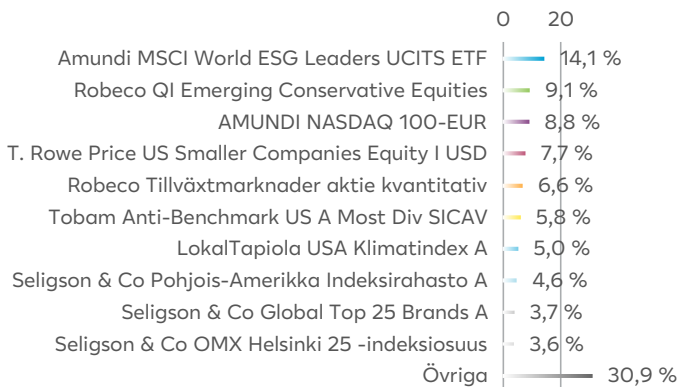 0 20
Amundi MSCI World ESG Leaders UCITS ETF 14,1 %
Robeco QI Emerging Conservative Equities 9,1 %
AMUNDI NASDAQ 100-EUR 8,8 %
T. Rowe Price US Smaller Companies Equity I USD 7,7 %
Robeco Tillväxtmarknader aktie kvantitativ 6,6 %
Tobam Anti-Benchmark US A Most Div SICAV 5,8 %
LokalTapiola USA Klimatindex A 5,0 %
Seligson & Co Pohjois-Amerikka Indeksirahasto A 4,6 %
Seligson & Co Global Top 25 Brands A 3,7 %
Seligson & Co OMX Helsinki 25 -indeksiosuus 3,6 %
Övriga 30,9 %